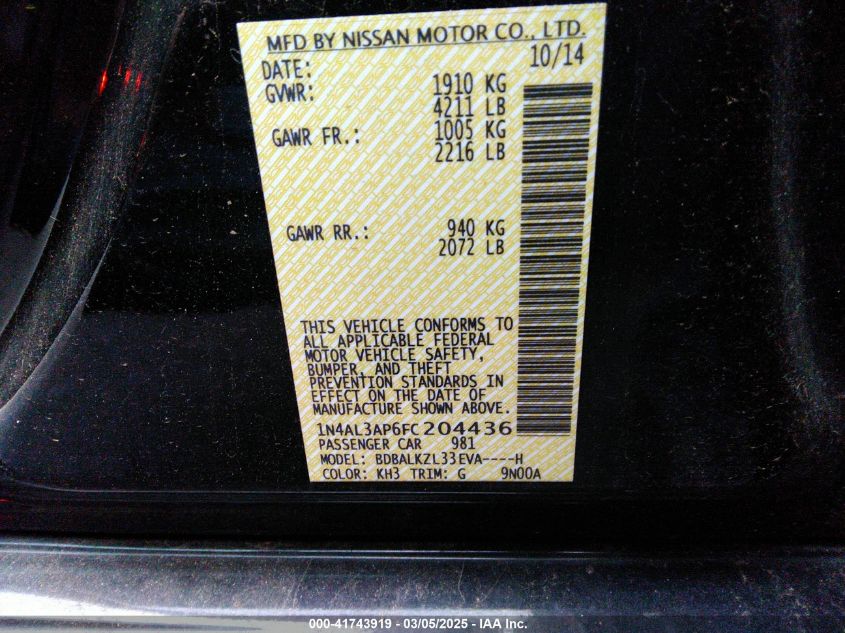 MFD BY NISSAN MOTOR CO., LTD.
DATE: 10/14
GVWR: 1910 KG
4211 LB
GAWR FR.: 1005 KG
2216 LB
GAWR RR.: 940 KG
2072 LB
THIS VEHICLE CONFORMS TO
ALL APPLICABLE FEDERAL
MOTOR VEHICLE SAFETY,
BUMPER, AND THEFT
PREVENTION STANDARDS IN
EFFECT ON THE DATE OF
MANUFACTURE SHOWN ABOVE.
1N4AL3AP6FC204436
PASSENGER CAR 981
MODEL: BDBALKZL33EVA----H
COLOR: KH3 TRIM: G 9N00A
000-41743919 - 03/05/2025 - IAA Inc.